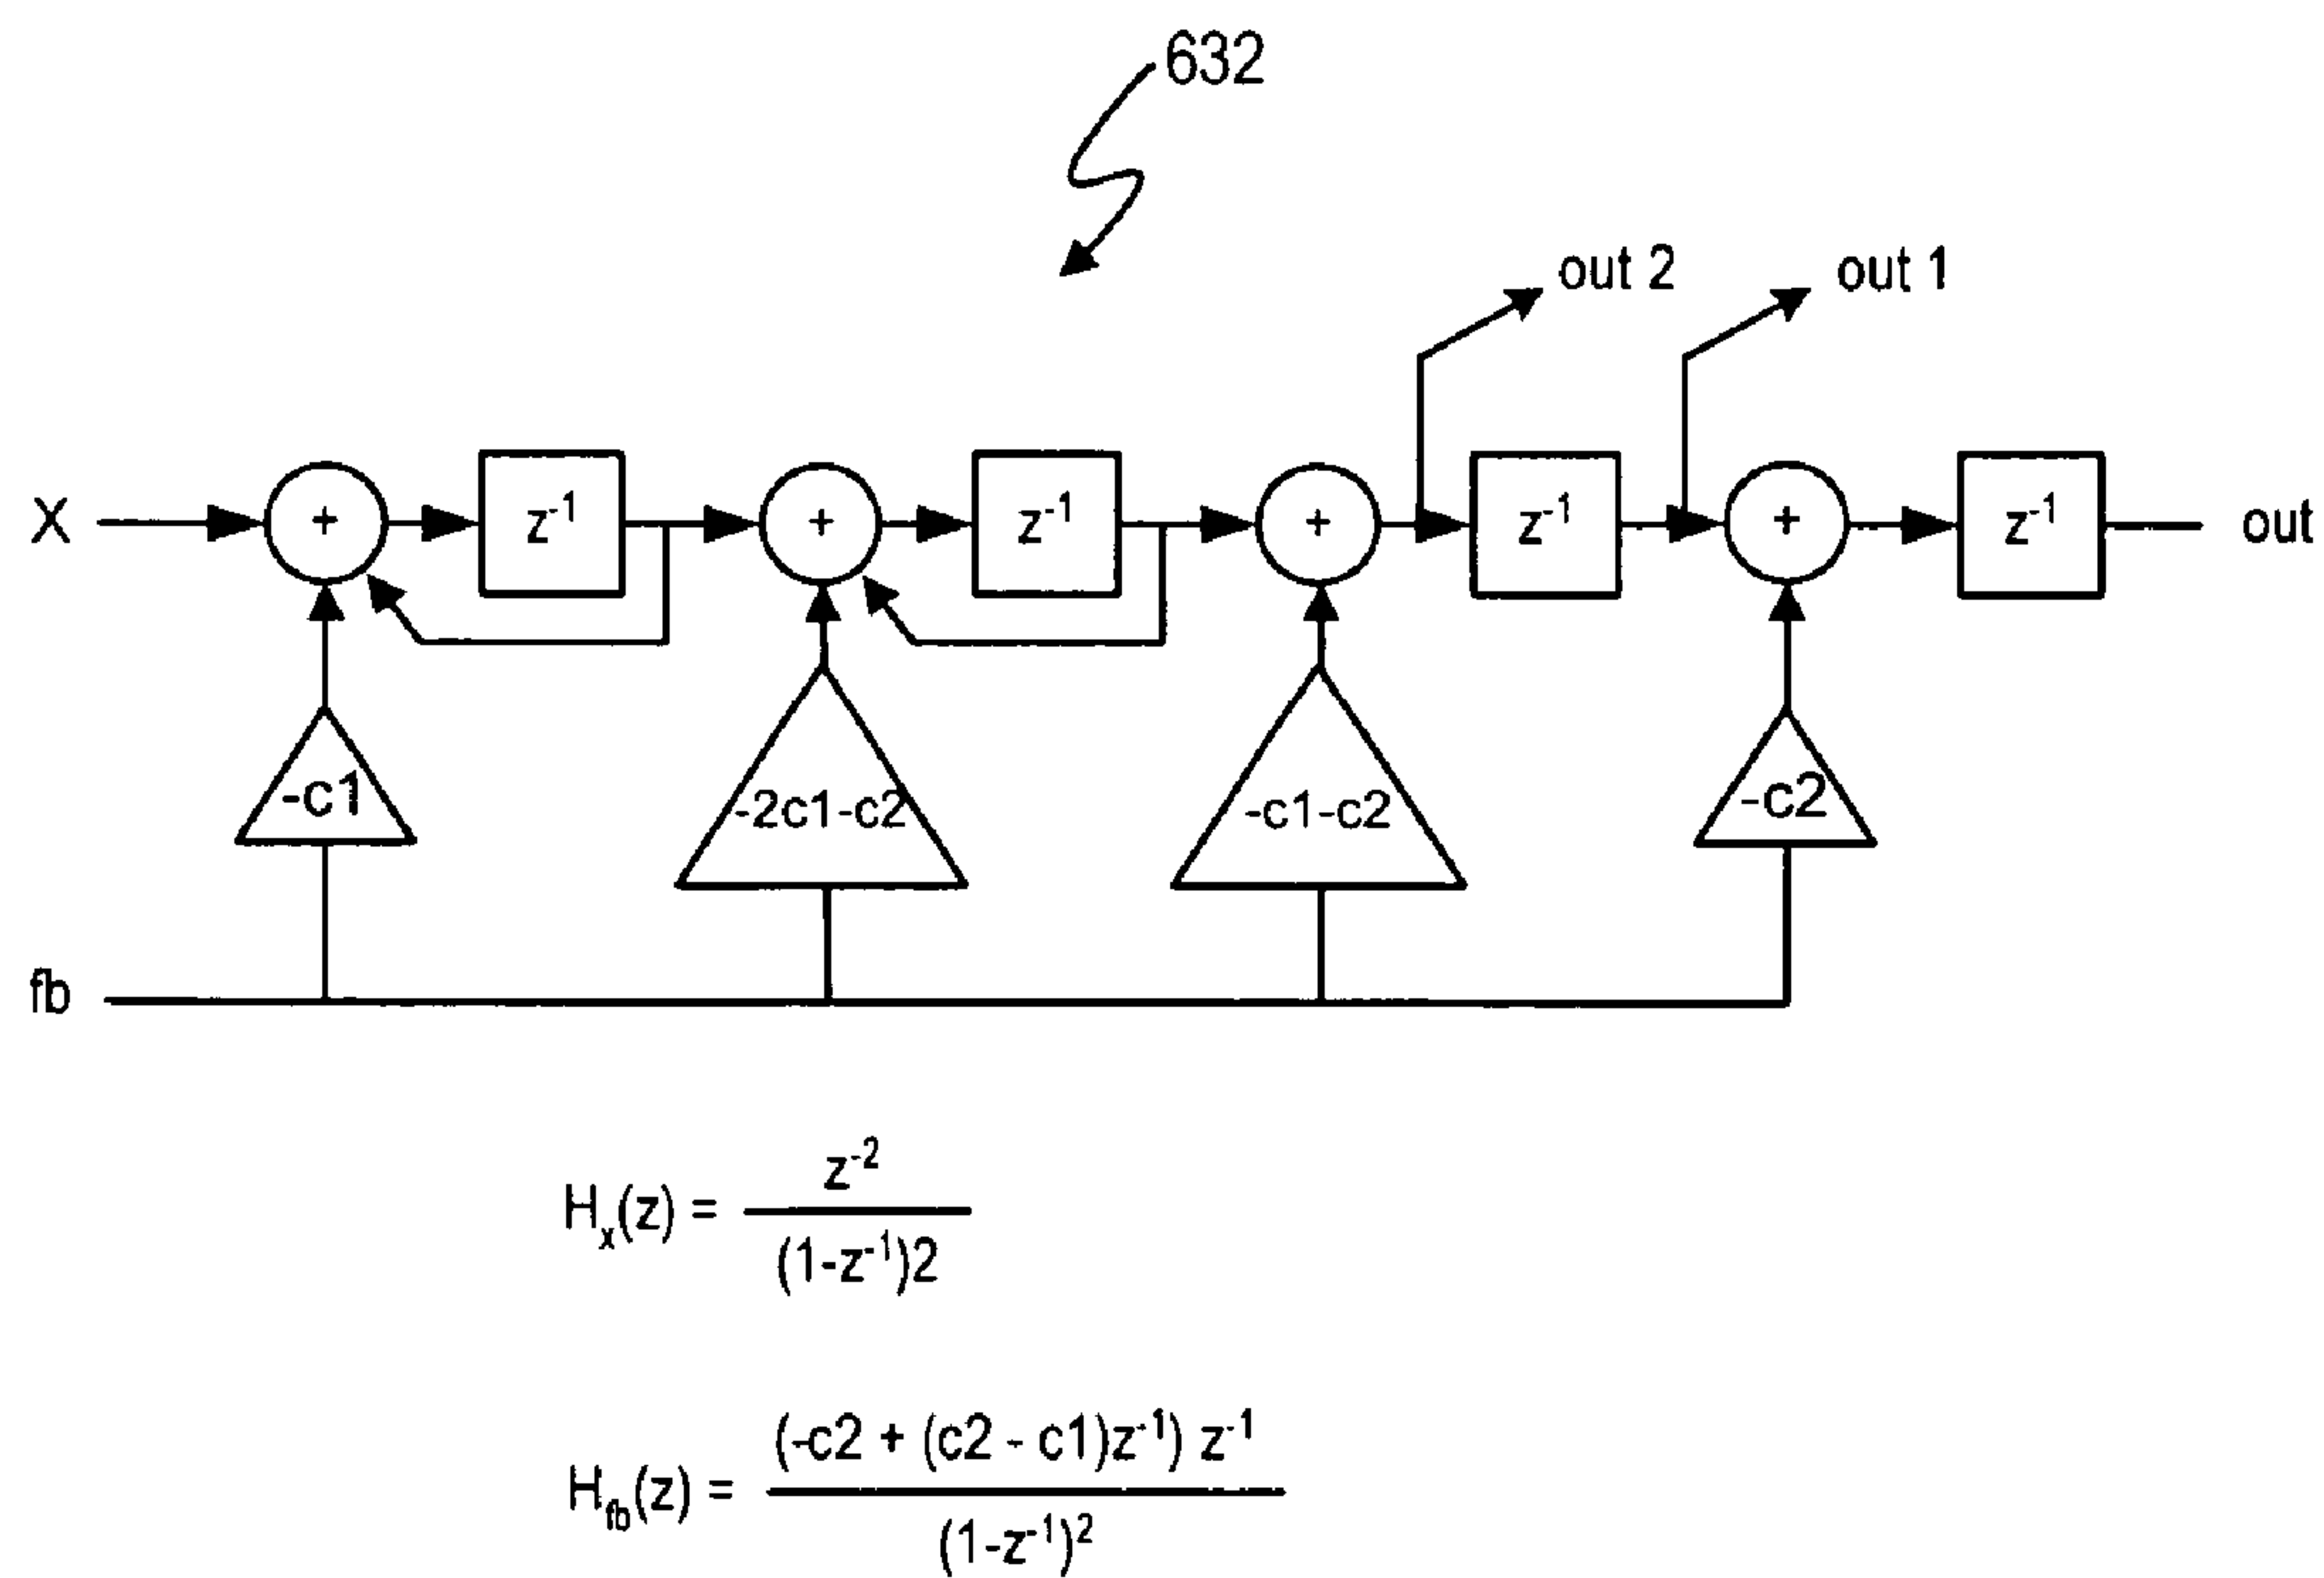 632
out 2
out 1
X
+
z⁻¹
+
z⁻¹
+
z⁻¹
+
z⁻¹
out
-c1
-2c1-c2
-c1-c2
-c2
fb
Hₓ(z) = z⁻² / (1-z⁻¹)2
H_fb(z) = (-c2 + (c2 - c1)z⁻¹) z⁻¹ / (1-z⁻¹)²